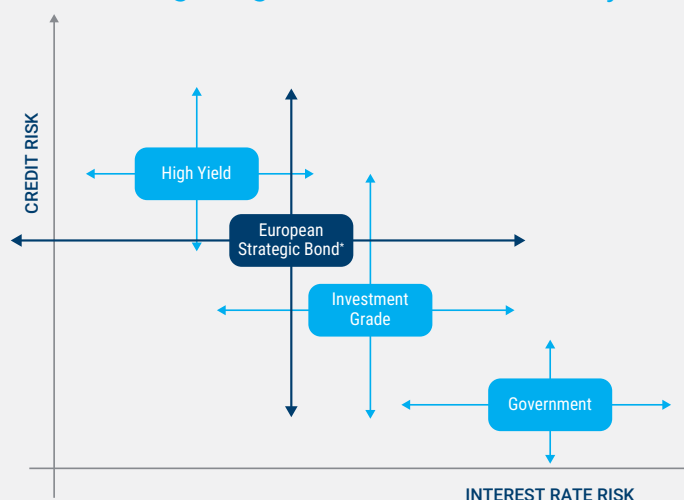 CREDIT RISK
High Yield
European
Strategic Bond*
Investment
Grade
Government
INTEREST RATE RISK